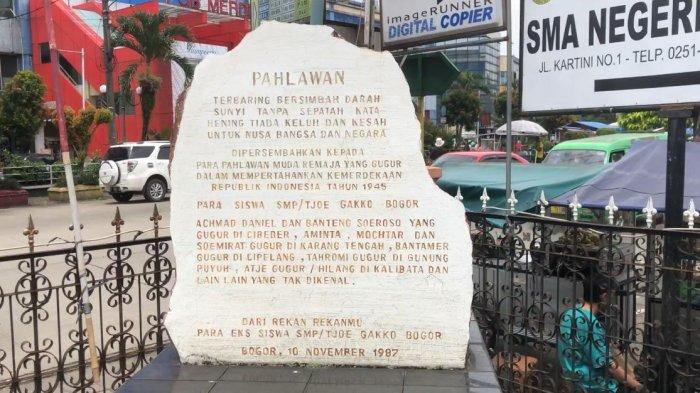 PAHLAWAN
TERBARING BERSIMBAH DARAH
SUNYI TANPA SEPATAH KATA
HENING TIADA KELUH DAN KESAH
UNTUK NUSA BANGSA DAN NEGARA
DIPERSEMBAHKAN KEPADA
PARA PAHLAWAN MUDA REMAJA YANG GUGUR
DALAM MEMPERTAHANKAN KEMERDEKAAN
REPUBLIK INDONESIA TAHUN 1945
PARA SISWA SMP/TJOE GAKKO BOGOR
ACHMAD DANIEL DAN BANTENG SOEROSO YANG
GUGUR DI CIBEDER, AMINTA, MOCHTAR DAN
SOEMIRAT GUGUR DI KARANG TENGAH, BANTAMER
GUGUR DI CIPELANG, TAHROMI GUGUR DI GUNUNG
PUYUH, ATJE GUGUR / HILANG DI KALIBATA DAN
LAIN LAIN YANG TAK DIKENAL.
DARI REKAN REKANMU
PARA EKS SISWA SMP/TJOE GAKKO BOGOR
BOGOR, 10 NOVEMBER 1987
imageRUNNER
DIGITAL COPIER
SMA NEGER
JL. KARTINI NO.1 - TELP. 0251-